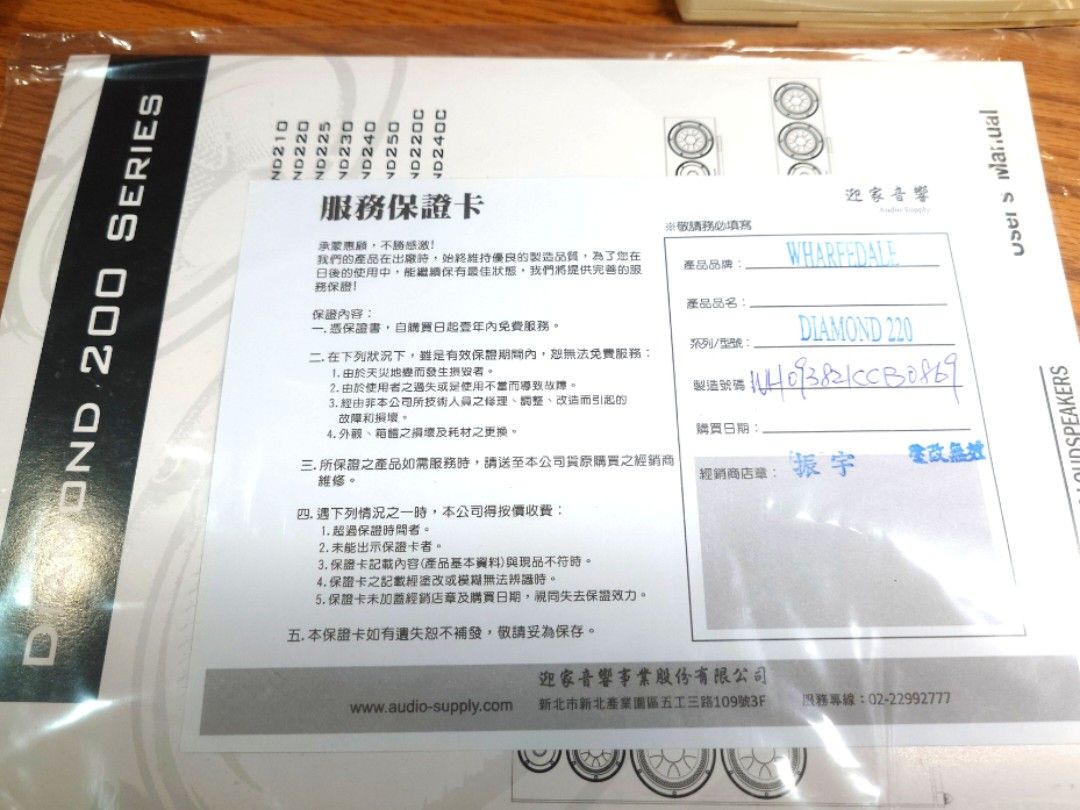 DIAMOND 200 SERIES
ND210
ND220
ND225
ND230
ND240
ND250
ND220C
ND240C
User's Manual
LOUDSPEAKERS
服務保證卡
迎家音響
Audio Supply
承蒙惠顧，不勝感激!
我們的產品在出廠時，始終維持優良的製造品質，為了您在
日後的使用中，能繼續保有最佳狀態，我們將提供完善的服
務保證!
保證內容：
一.憑保證書，自購買日起壹年內免費服務。
二.在下列狀況下，雖是有效保證期間內，恕無法免費服務：
1.由於天災地變而發生損毀者。
2.由於使用者之過失或是使用不當而導致故障。
3.經由非本公司所技術人員之修理、調整、改造而引起的
故障和損壞。
4.外觀、箱體之損壞及耗材之更換。
三.所保證之產品如需服務時，請送至本公司貨原購買之經銷商
維修。
四.遇下列情況之一時，本公司得按價收費：
1.超過保證時間者。
2.未能出示保證卡者。
3.保證卡記載內容(產品基本資料)與現品不符時。
4.保證卡之記載經塗改或模糊無法辨識時。
5.保證卡未加蓋經銷店章及購買日期，視同失去保證效力。
五.本保證卡如有遺失恕不補發，敬請妥為保存。
※敬請務必填寫
產品品牌： WHARFEDALE
產品品名：
系列/型號： DIAMOND 220
製造號碼
購買日期：
塗改無效
經銷商店章： 振宇
迎家音響事業股份有限公司
www.audio-supply.com 新北市新北產業園區五工三路109號3F 服務專線：02-22992777